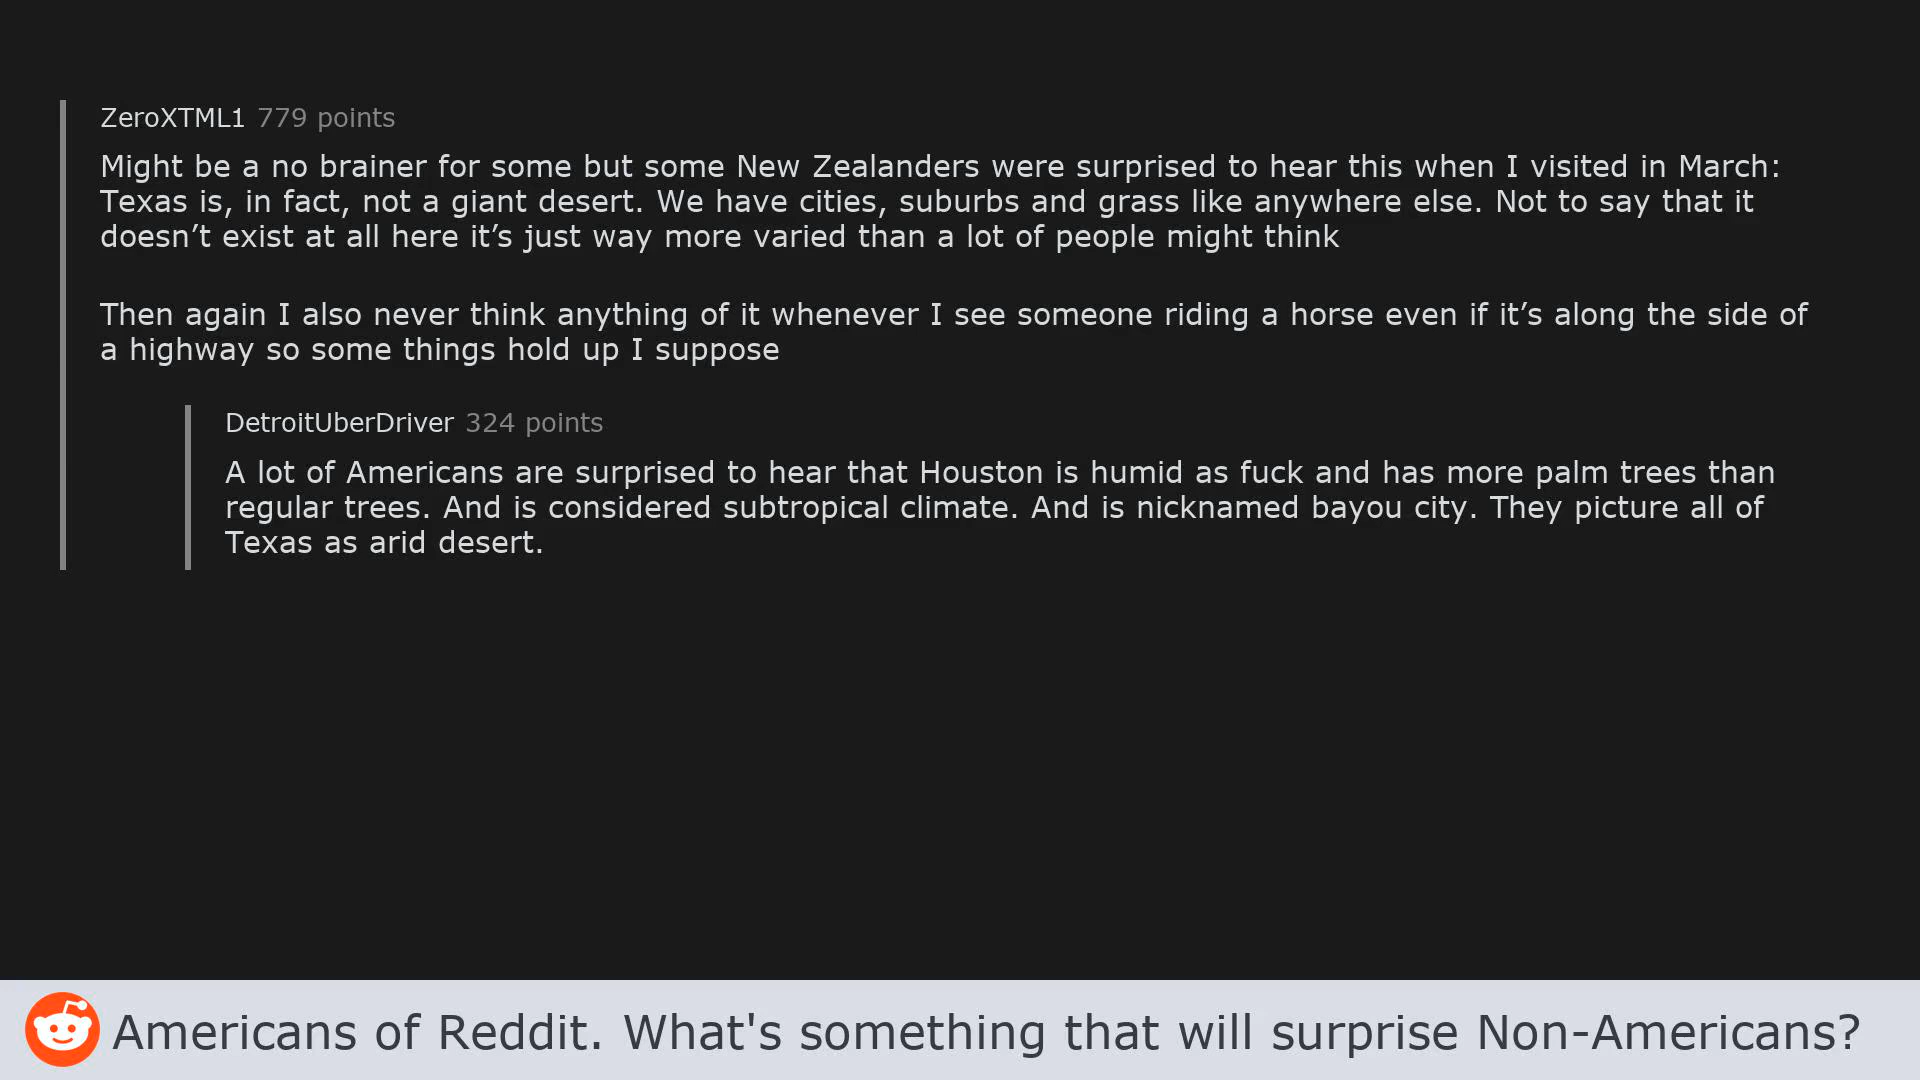 ZeroXTML1 779 points
Might be a no brainer for some but some New Zealanders were surprised to hear this when I visited in March:
Texas is, in fact, not a giant desert. We have cities, suburbs and grass like anywhere else. Not to say that it
doesn’t exist at all here it’s just way more varied than a lot of people might think
Then again I also never think anything of it whenever I see someone riding a horse even if it’s along the side of
a highway so some things hold up I suppose
DetroitUberDriver 324 points
A lot of Americans are surprised to hear that Houston is humid as fuck and has more palm trees than
regular trees. And is considered subtropical climate. And is nicknamed bayou city. They picture all of
Texas as arid desert.
Americans of Reddit. What's something that will surprise Non-Americans?